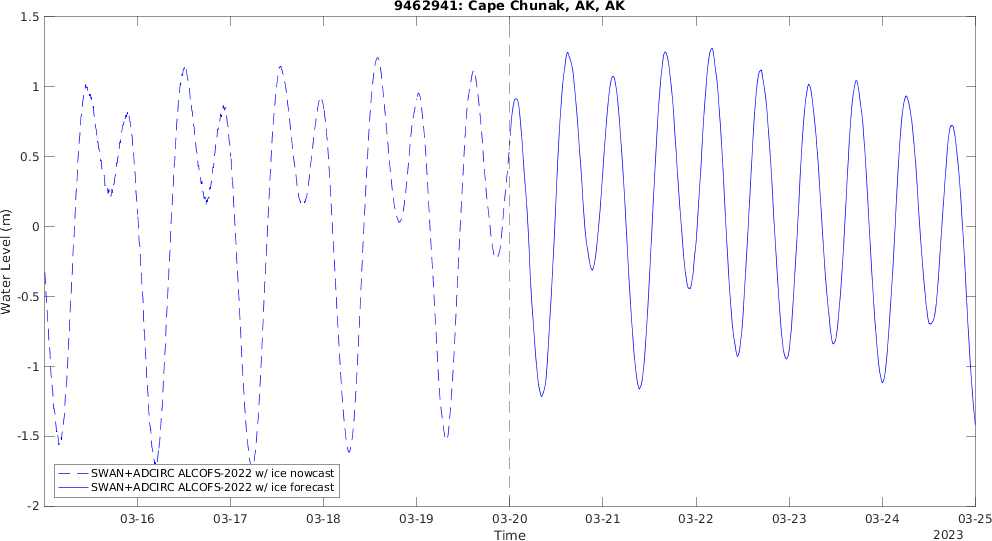 9462941: Cape Chunak, AK, AK
1.5
1
0.5
0
-0.5
-1
-1.5
-2
Water Level (m)
SWAN+ADCIRC ALCOFS-2022 w/ ice nowcast
SWAN+ADCIRC ALCOFS-2022 w/ ice forecast
03-16 03-17 03-18 03-19 03-20 03-21 03-22 03-23 03-24 03-25
Time
2023